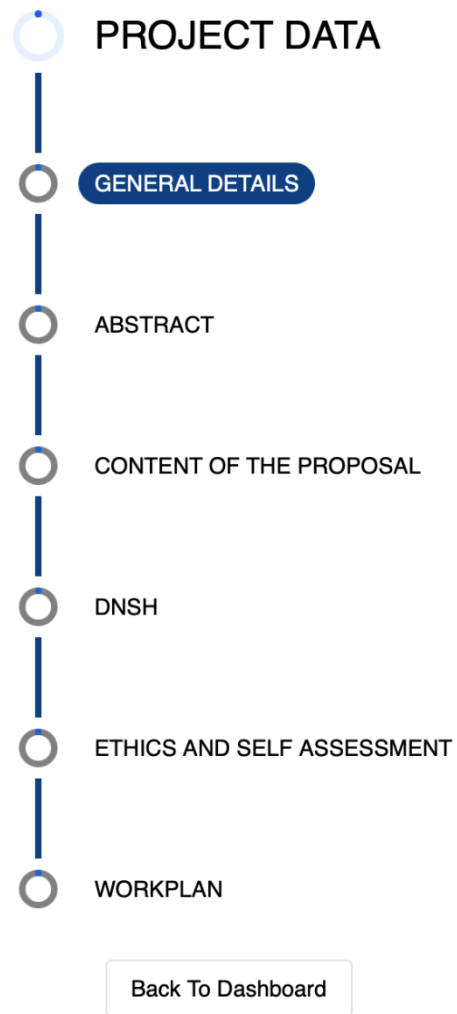 PROJECT DATA
GENERAL DETAILS
ABSTRACT
CONTENT OF THE PROPOSAL
DNSH
ETHICS AND SELF ASSESSMENT
WORKPLAN
Back To Dashboard